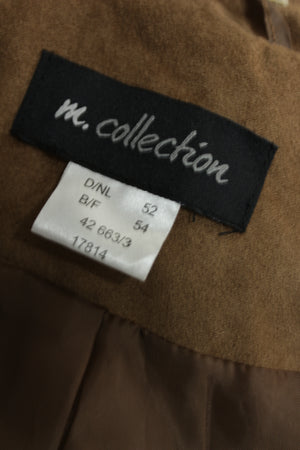 m. collection
D/NL 52
B/F 54
42 663/3
17814